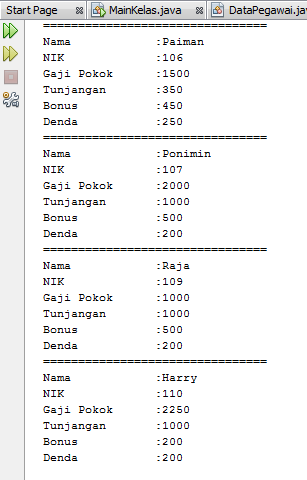 Start Page MainKelas.java DataPegawai.jav
==============================
Nama :Paiman
NIK :106
Gaji Pokok :1500
Tunjangan :350
Bonus :450
Denda :250
==============================
Nama :Ponimin
NIK :107
Gaji Pokok :2000
Tunjangan :1000
Bonus :500
Denda :200
==============================
Nama :Raja
NIK :109
Gaji Pokok :1000
Tunjangan :1000
Bonus :500
Denda :200
==============================
Nama :Harry
NIK :110
Gaji Pokok :2250
Tunjangan :1000
Bonus :200
Denda :200